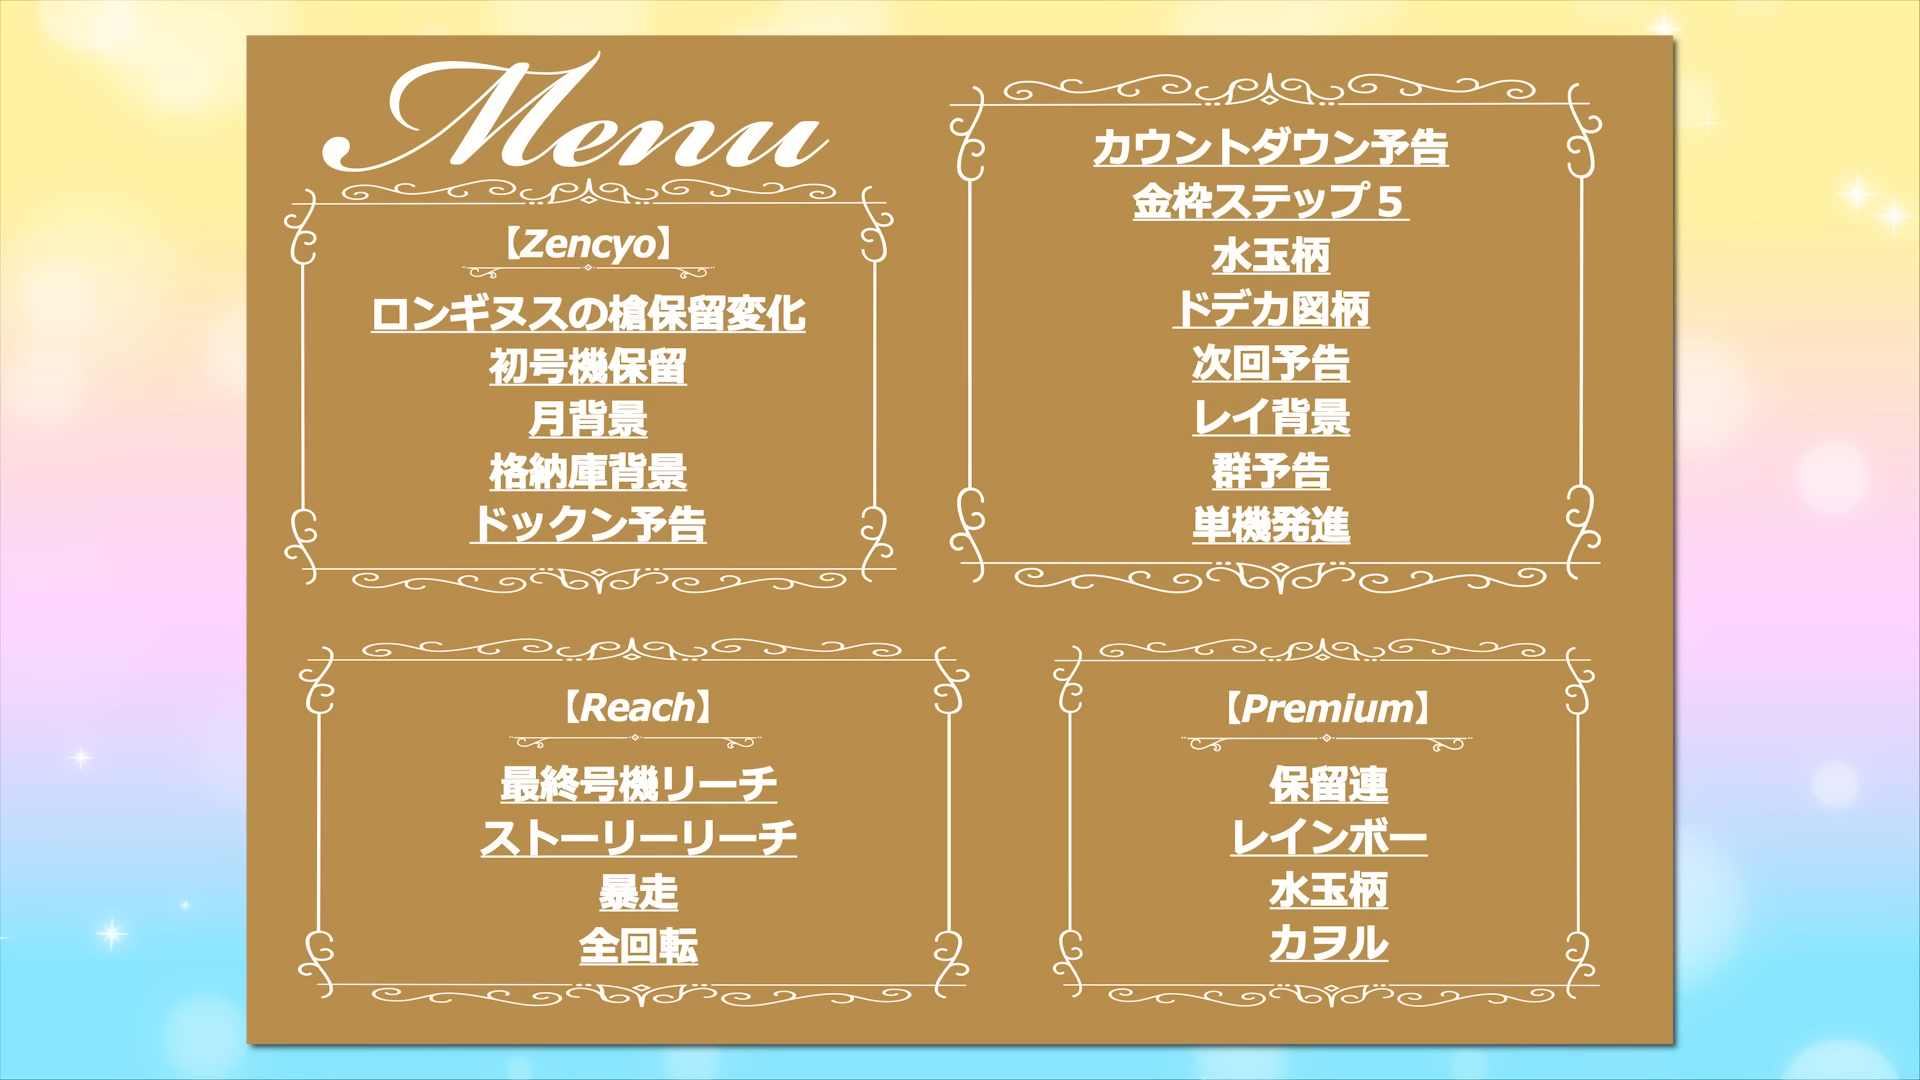 Menu
【Zencyo】
ロンギヌスの槍保留変化
初号機保留
月背景
格納庫背景
ドックン予告
カウントダウン予告
金枠ステップ５
水玉柄
ドデカ図柄
次回予告
レイ背景
群予告
単機発進
【Reach】
最終号機リーチ
ストーリーリーチ
暴走
全回転
【Premium】
保留連
レインボー
水玉柄
カヲル